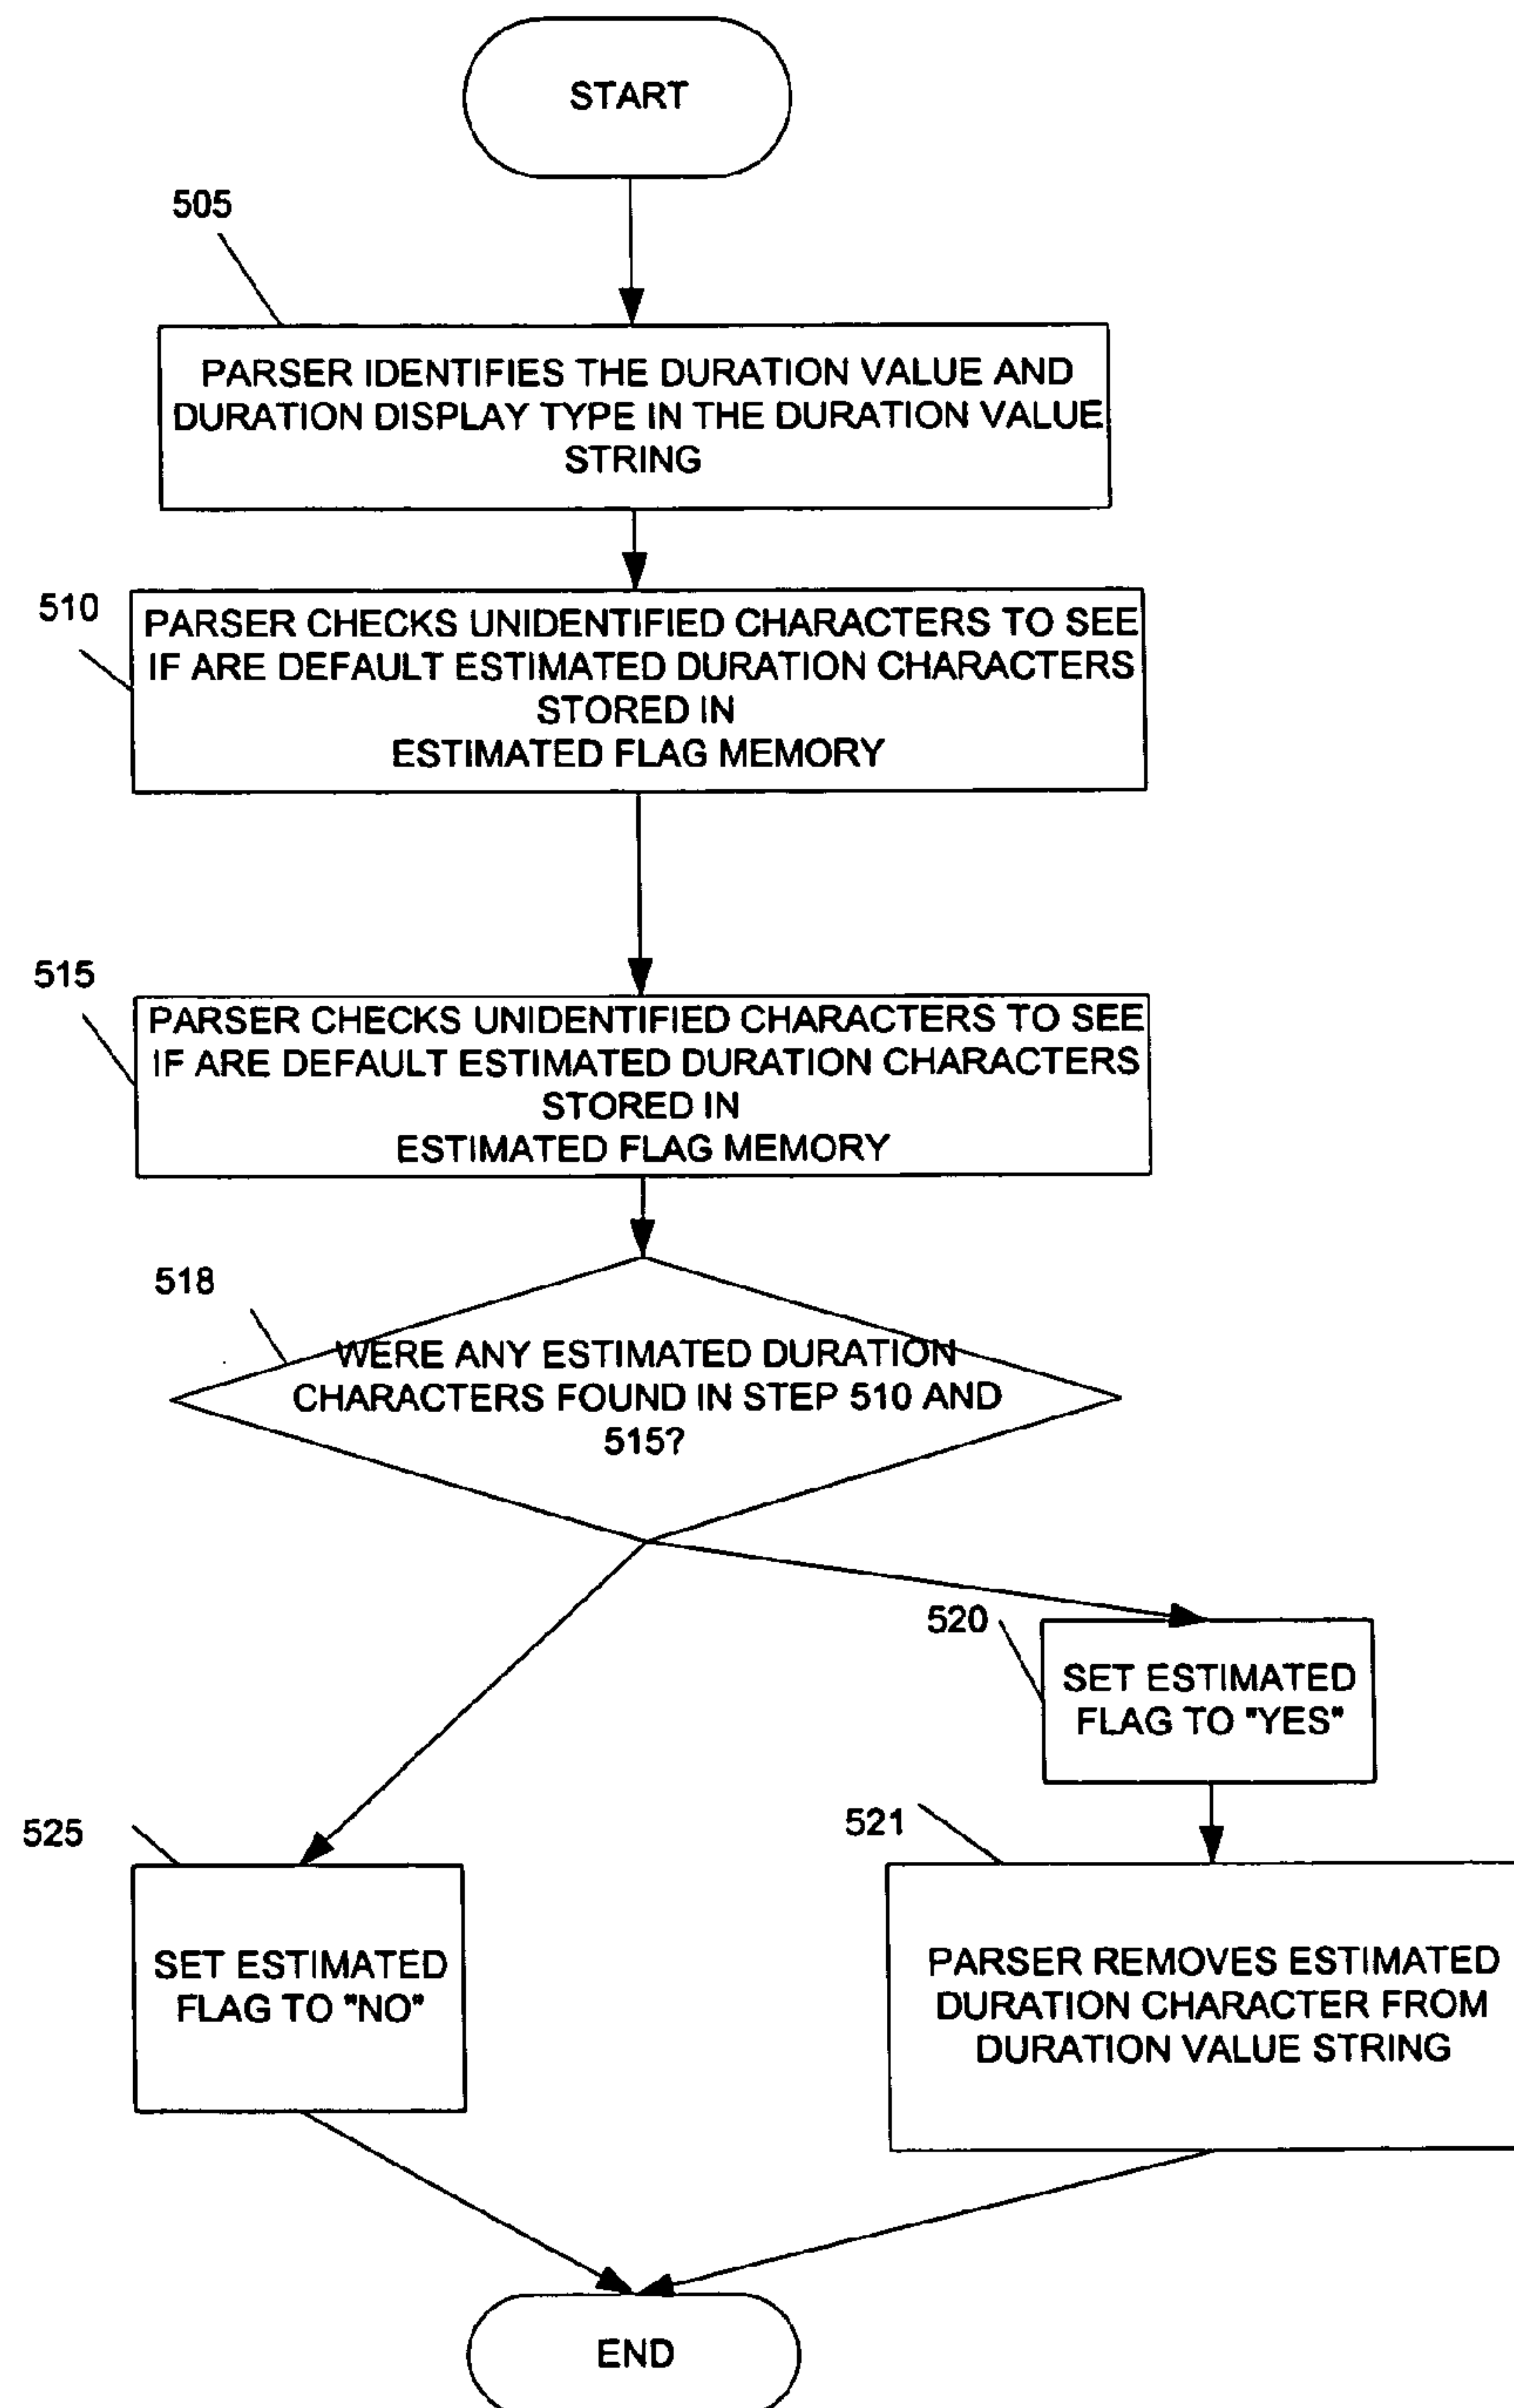 START
505
PARSER IDENTIFIES THE DURATION VALUE AND
DURATION DISPLAY TYPE IN THE DURATION VALUE
STRING
510
PARSER CHECKS UNIDENTIFIED CHARACTERS TO SEE
IF ARE DEFAULT ESTIMATED DURATION CHARACTERS
STORED IN
ESTIMATED FLAG MEMORY
515
PARSER CHECKS UNIDENTIFIED CHARACTERS TO SEE
IF ARE DEFAULT ESTIMATED DURATION CHARACTERS
STORED IN
ESTIMATED FLAG MEMORY
518
WERE ANY ESTIMATED DURATION
CHARACTERS FOUND IN STEP 510 AND
515?
520
SET ESTIMATED
FLAG TO "YES"
525
SET ESTIMATED
FLAG TO "NO"
521
PARSER REMOVES ESTIMATED
DURATION CHARACTER FROM
DURATION VALUE STRING
END